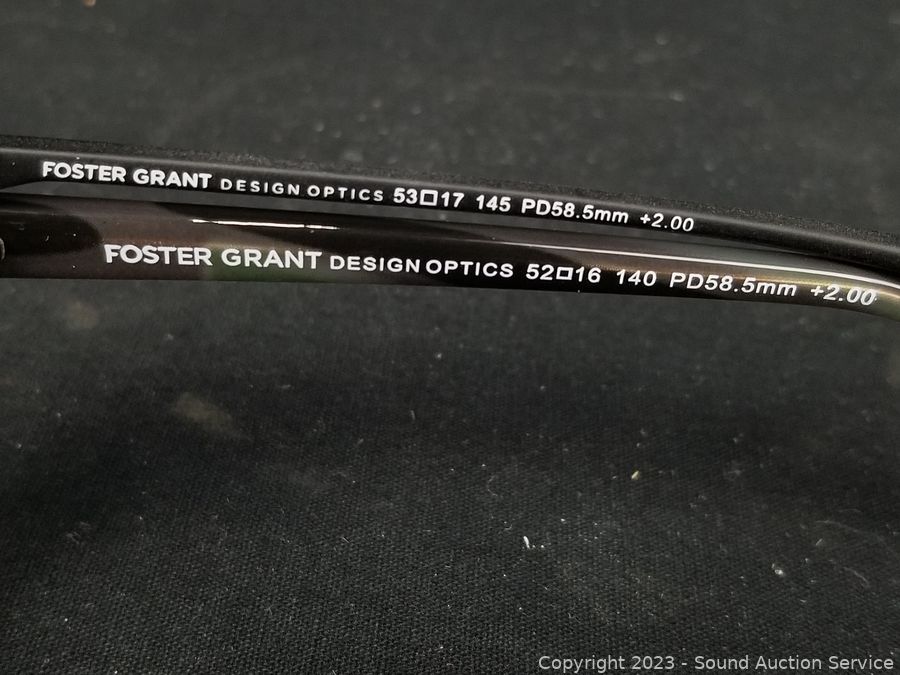 FOSTER GRANT DESIGN OPTICS 53□17 145 PD58.5mm +2.00
FOSTER GRANT DESIGN OPTICS 52□16 140 PD58.5mm +2.00
Copyright © 2023 - Sound Auction Service